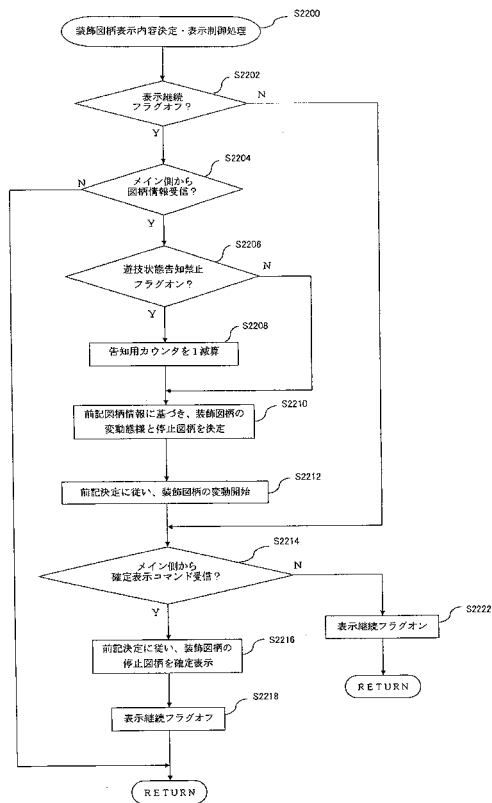 S2200
装飾図柄表示内容決定・表示制御処理
S2202
表示継続
フラグオフ？
N
Y
S2204
メイン側から
図柄情報受信？
N
Y
S2206
遊技状態告知禁止
フラグオン？
N
Y
S2208
告知用カウンタを１減算
S2210
前記図柄情報に基づき、装飾図柄の
変動態様と停止図柄を決定
S2212
前記決定に従い、装飾図柄の変動開始
S2214
メイン側から
確定表示コマンド受信？
N
Y
S2222
表示継続フラグオン
RETURN
S2216
前記決定に従い、装飾図柄の
停止図柄を確定表示
S2218
表示継続フラグオフ
RETURN